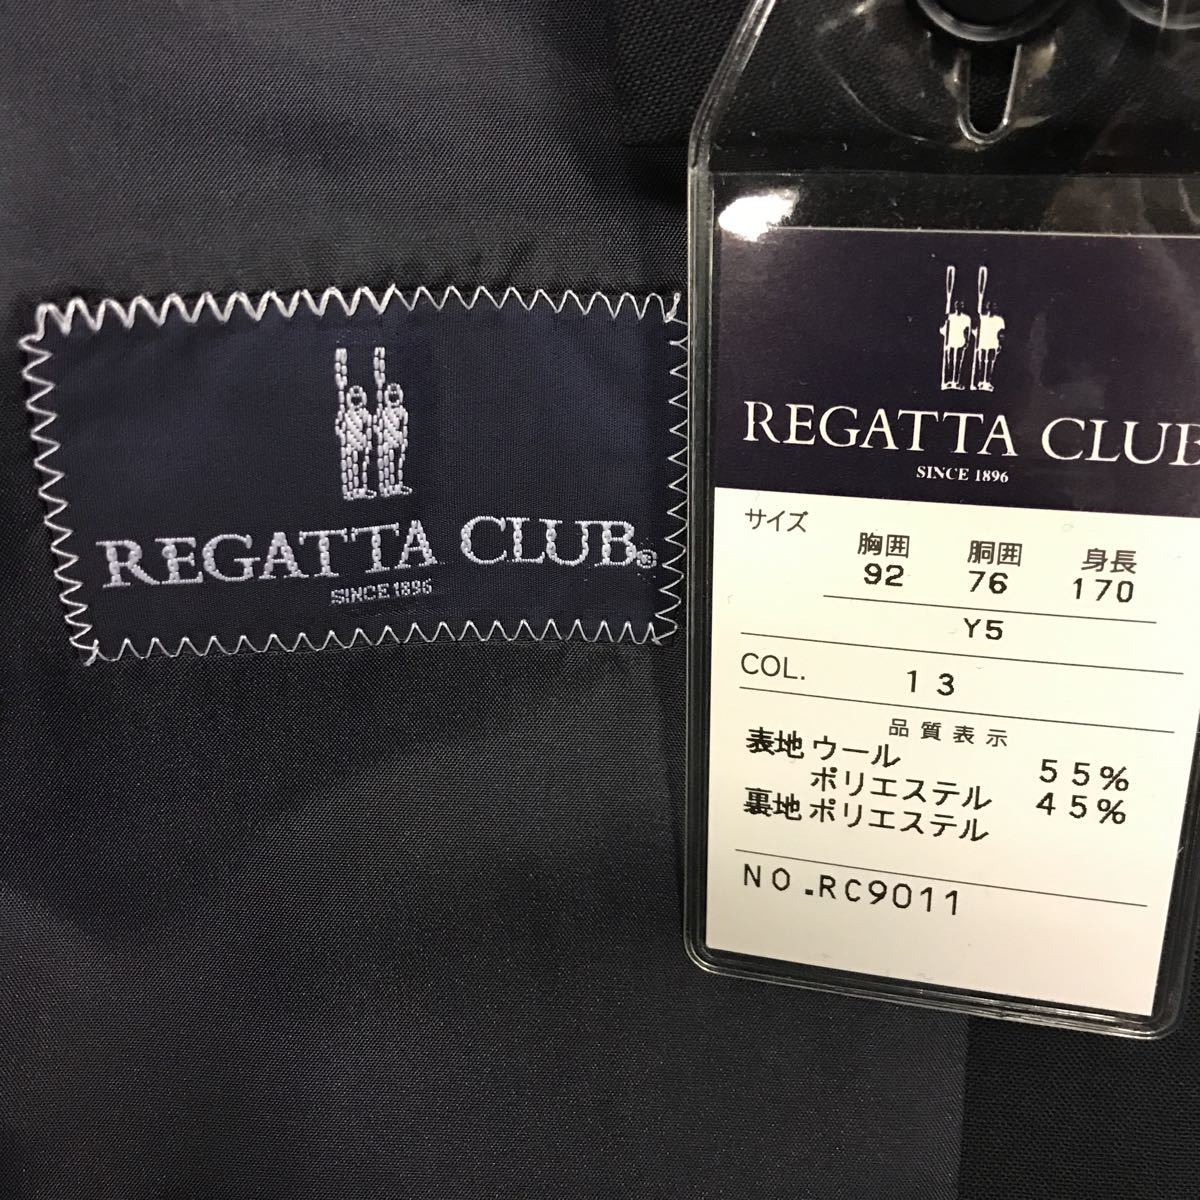 REGATTA CLUB®
SINCE 1896
REGATTA CLUB
SINCE 1896
サイズ
胸囲 胴囲 身長
92 76 170
Y5
COL. 13
品質表示
表地 ウール 55%
ポリエステル 45%
裏地 ポリエステル
NO.RC9011